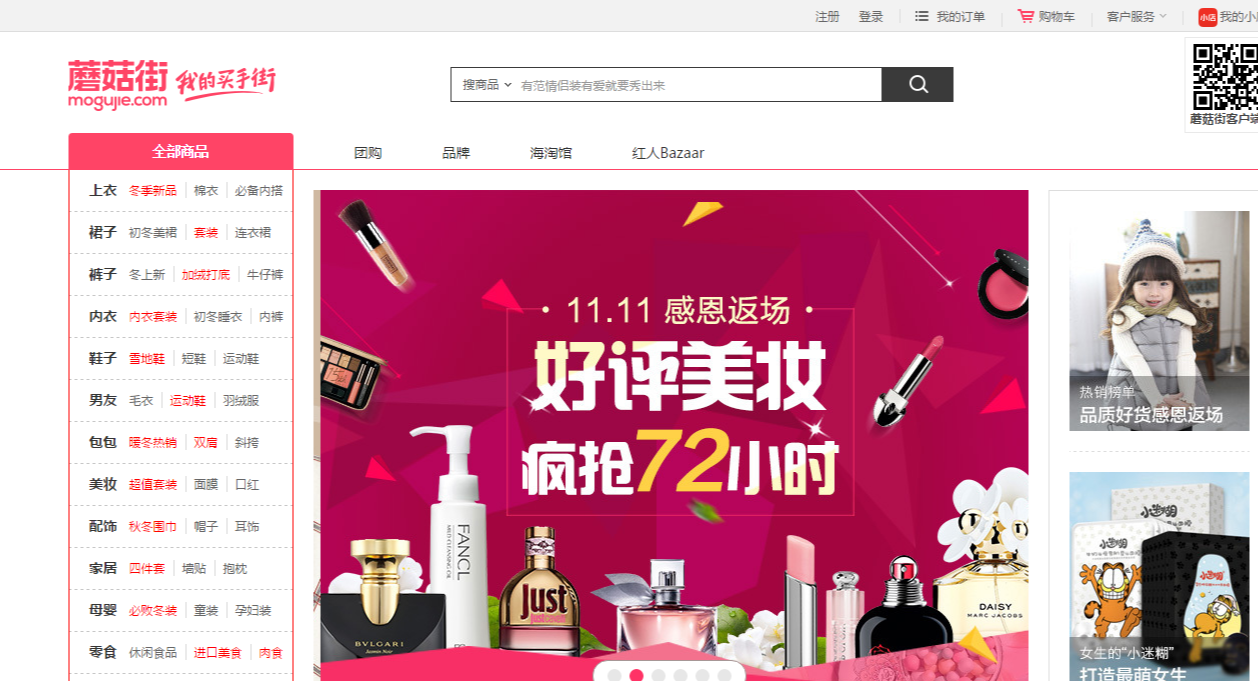 注册 登录 我的订单 购物车 客户服务 小店 我的小
蘑菇街 我的买手街
mogujie.com
搜商品 有范情侣装有爱就要秀出来
蘑菇街客户端
全部商品 团购 品牌 海淘馆 红人Bazaar
上衣 冬季新品 棉衣 必备内搭
裙子 初冬美裙 套装 连衣裙
裤子 冬上新 加绒打底 牛仔裤
内衣 内衣套装 初冬睡衣 内裤
鞋子 雪地鞋 短鞋 运动鞋
男友 毛衣 运动鞋 羽绒服
包包 暖冬热销 双肩 斜挎
美妆 超值套装 面膜 口红
配饰 秋冬围巾 帽子 耳饰
家居 四件套 墙贴 抱枕
母婴 必败冬装 童装 孕妇装
零食 休闲食品 进口美食 肉食
11.11 感恩返场
好评美妆
疯抢72小时
FANCL
BVLGARI
Just
DAISY
MARC JACOBS
热销榜单
品质好货感恩返场
小迷糊
小迷糊
小迷糊
女生的“小迷糊”
打造最萌女生